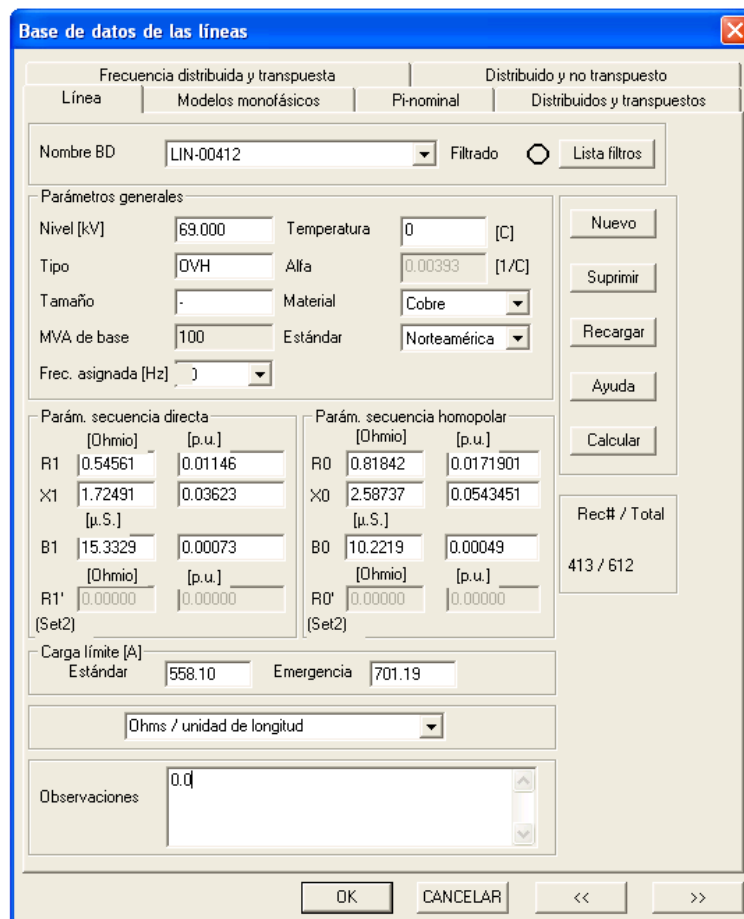 Base de datos de las líneas
Frecuencia distribuida y transpuesta Distribuido y no transpuesto
Línea Modelos monofásicos Pi-nominal Distribuidos y transpuestos
Nombre BD LIN-00412 Filtrado Lista filtros
Parámetros generales
Nivel [kV] 69.000 Temperatura 0 [C]
Tipo OVH Alfa 0.00393 [1/C]
Tamaño - Material Cobre
MVA de base 100 Estándar Norteamérica
Frec. asignada [Hz]
Nuevo
Suprimir
Recargar
Ayuda
Calcular
Parám. secuencia directa
[Ohmio] [p.u.]
R1 0.54561 0.01146
X1 1.72491 0.03623
[µ.S.]
B1 15.3329 0.00073
[Ohmio] [p.u.]
R1' 0.00000 0.00000
(Set2)
Parám. secuencia homopolar
[Ohmio] [p.u.]
R0 0.81842 0.0171901
X0 2.58737 0.0543451
[µ.S.]
B0 10.2219 0.00049
[Ohmio] [p.u.]
R0' 0.00000 0.00000
(Set2)
Rec# / Total
413 / 612
Carga límite [A]
Estándar 558.10 Emergencia 701.19
Ohms / unidad de longitud
Observaciones 0.0
OK CANCELAR << >>